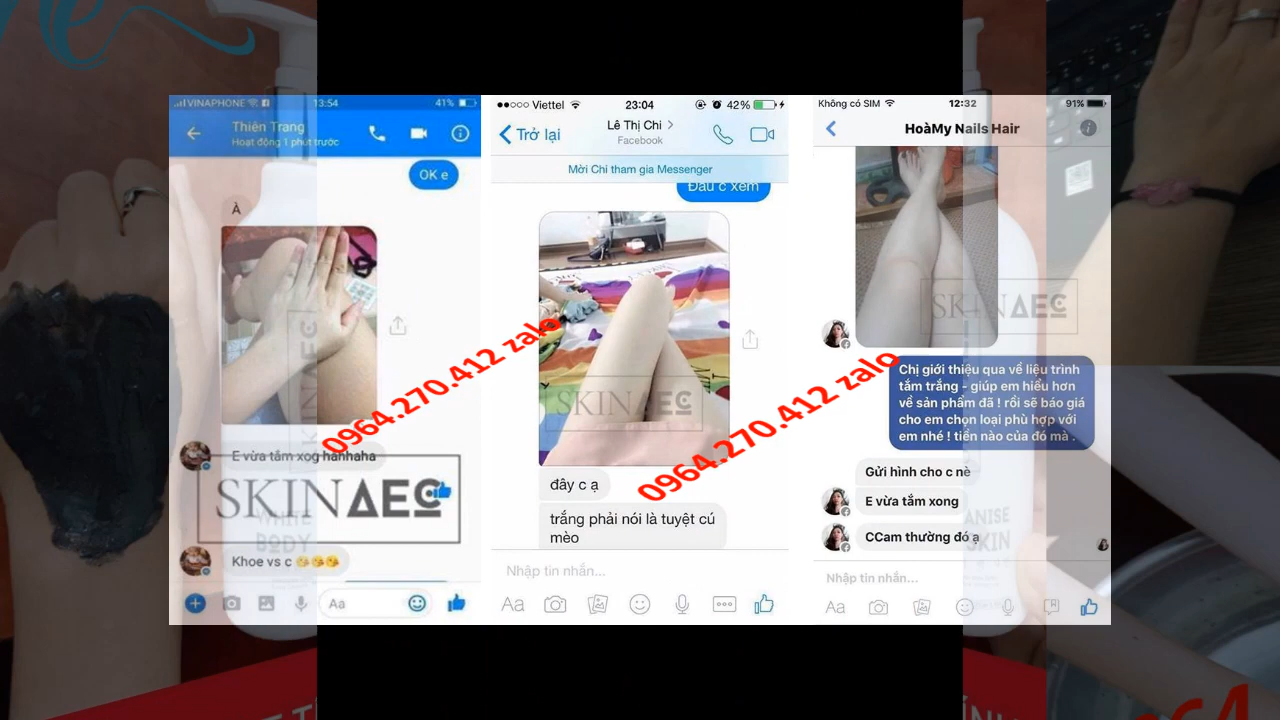 VINAPHONE
13:54
41%
Thiên Trang
Hoạt động 1 phút trước
OK e
À
E vừa tắm xog hahhaha
SKINAEC
WHITE
BODY
Khoe vs c 😘😘😘
Aa
Viettel
23:04
42%
Trở lại
Lê Thị Chi
Facebook
Mời Chi tham gia Messenger
Đâu c xem
SKINAEC
0964.270.412 zalo
đây c ạ
trắng phải nói là tuyệt cú
mèo
Nhập tin nhắn...
Aa
Không có SIM
12:32
91%
HoàMy Nails Hair
SKINAEC
0964.270.412 zalo
Chị giới thiệu qua về liệu trình
tắm trắng - giúp em hiểu hơn
về sản phẩm đã ! rồi sẽ báo giá
cho em chọn loại phù hợp với
em nhé ! tiền nào của đó mà .
Gửi hình cho c nè
E vừa tắm xong
CCam thường đó ạ
ANISE
SKIN
Nhập tin nhắn...
Aa